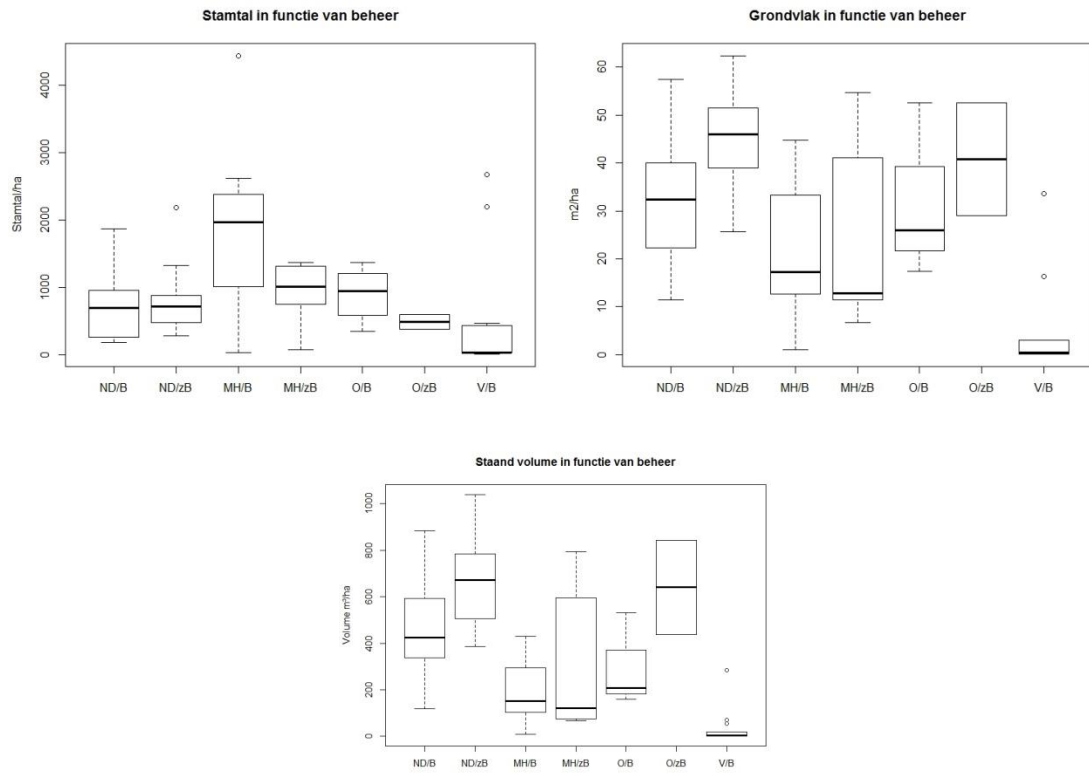 Stamtal in functie van beheer
Stamtal/ha
4000
3000
2000
1000
0
ND/B ND/zB MH/B MH/zB O/B O/zB V/B
Grondvlak in functie van beheer
m2/ha
60
50
40
30
20
10
0
ND/B ND/zB MH/B MH/zB O/B O/zB V/B
Staand volume in functie van beheer
Volume m³/ha
1000
800
600
400
200
0
ND/B ND/zB MH/B MH/zB O/B O/zB V/B